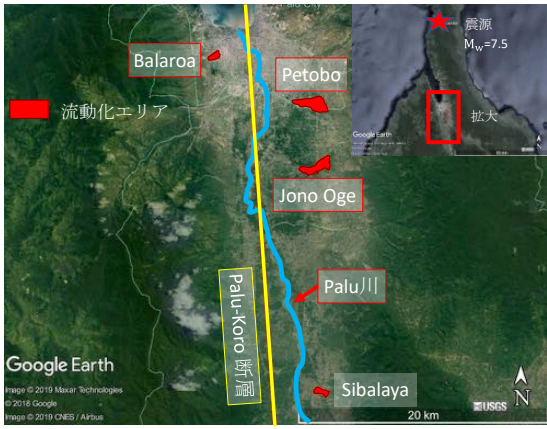 Palu City
Balaroa
Petobo
流動化エリア
Jono Oge
Palu川
Palu-Koro 断層
Sibalaya
震源
Mw=7.5
拡大
Google Earth
N
Google Earth
Image © 2019 Maxar Technologies
© 2018 Google
Image © 2019 CNES / Airbus
N
20 km
USGS